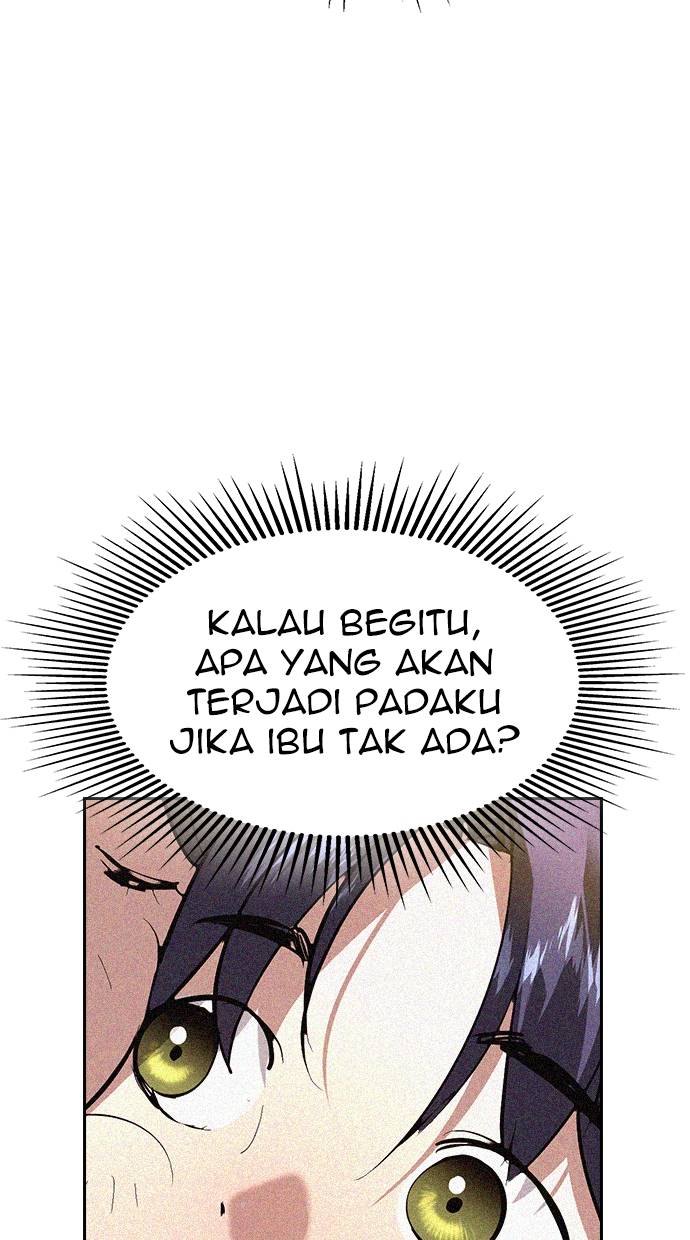 KALAU BEGITU,
APA YANG AKAN
TERJADI PADAKU
JIKA IBU TAK ADA?